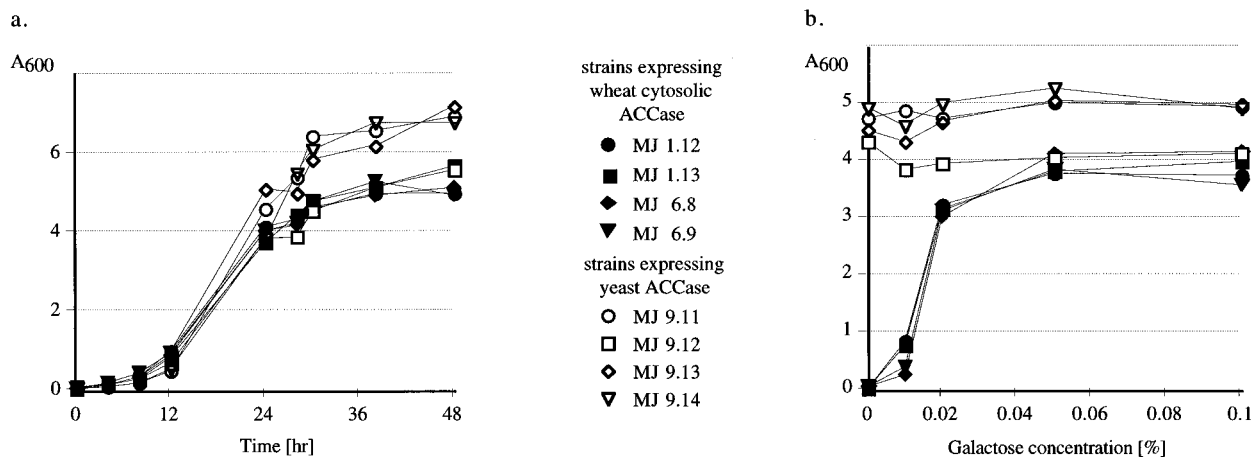 a.
A600
6
4
2
0
0
12
24
36
48
Time [hr]
strains expressing
wheat cytosolic
ACCase
MJ 1.12
MJ 1.13
MJ 6.8
MJ 6.9
strains expressing
yeast ACCase
MJ 9.11
MJ 9.12
MJ 9.13
MJ 9.14
b.
A600
5
4
3
2
1
0
0
0.02
0.04
0.06
0.08
0.1
Galactose concentration [%]